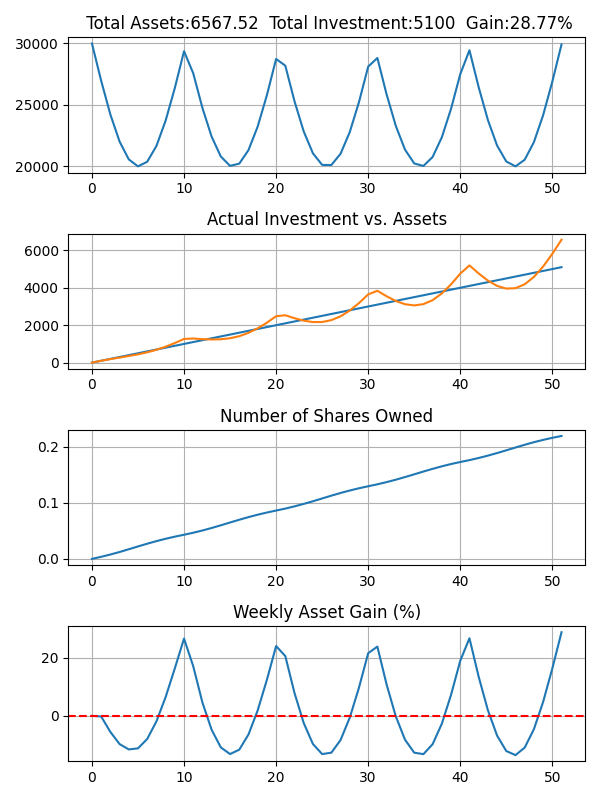 Total Assets:6567.52  Total Investment:5100  Gain:28.77%
30000
25000
20000
0 10 20 30 40 50
Actual Investment vs. Assets
6000
4000
2000
0
0 10 20 30 40 50
Number of Shares Owned
0.2
0.1
0.0
0 10 20 30 40 50
Weekly Asset Gain (%)
20
0
0 10 20 30 40 50